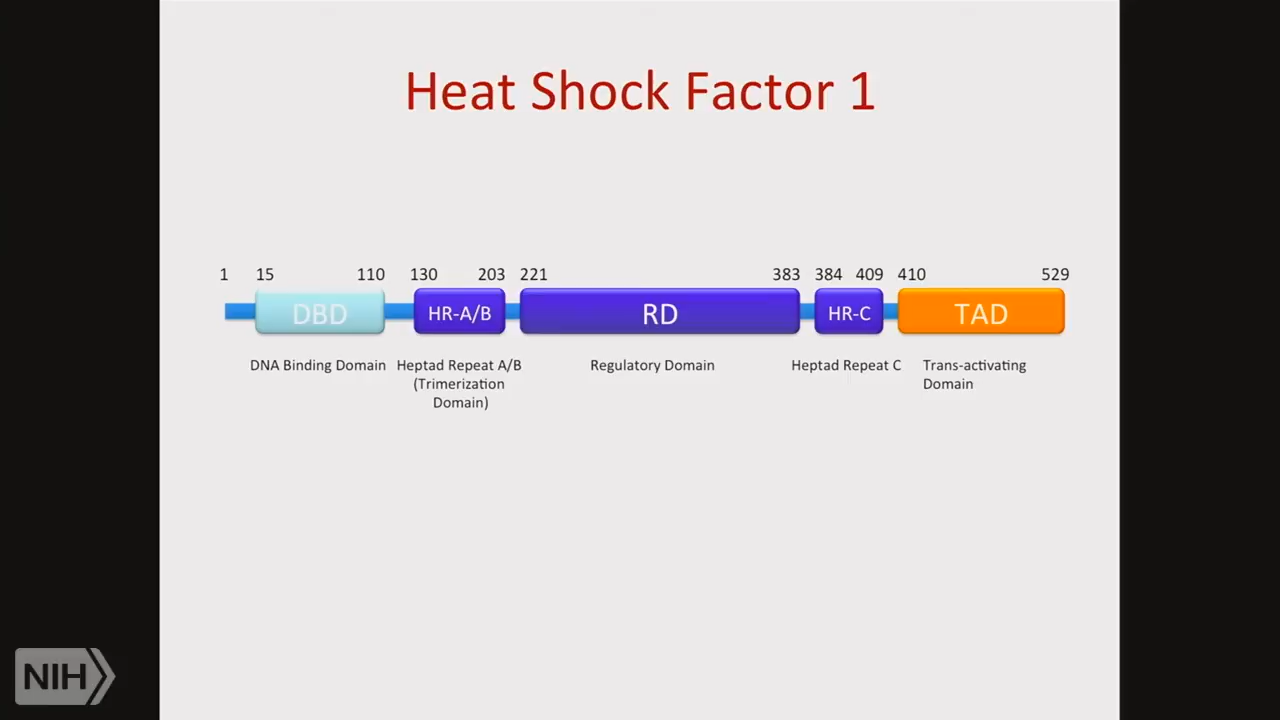 Heat Shock Factor 1
1 15 110 130 203 221 383 384 409 410 529
DBD HR-A/B RD HR-C TAD
DNA Binding Domain
Heptad Repeat A/B
(Trimerization
Domain)
Regulatory Domain
Heptad Repeat C
Trans-activating
Domain
NIH